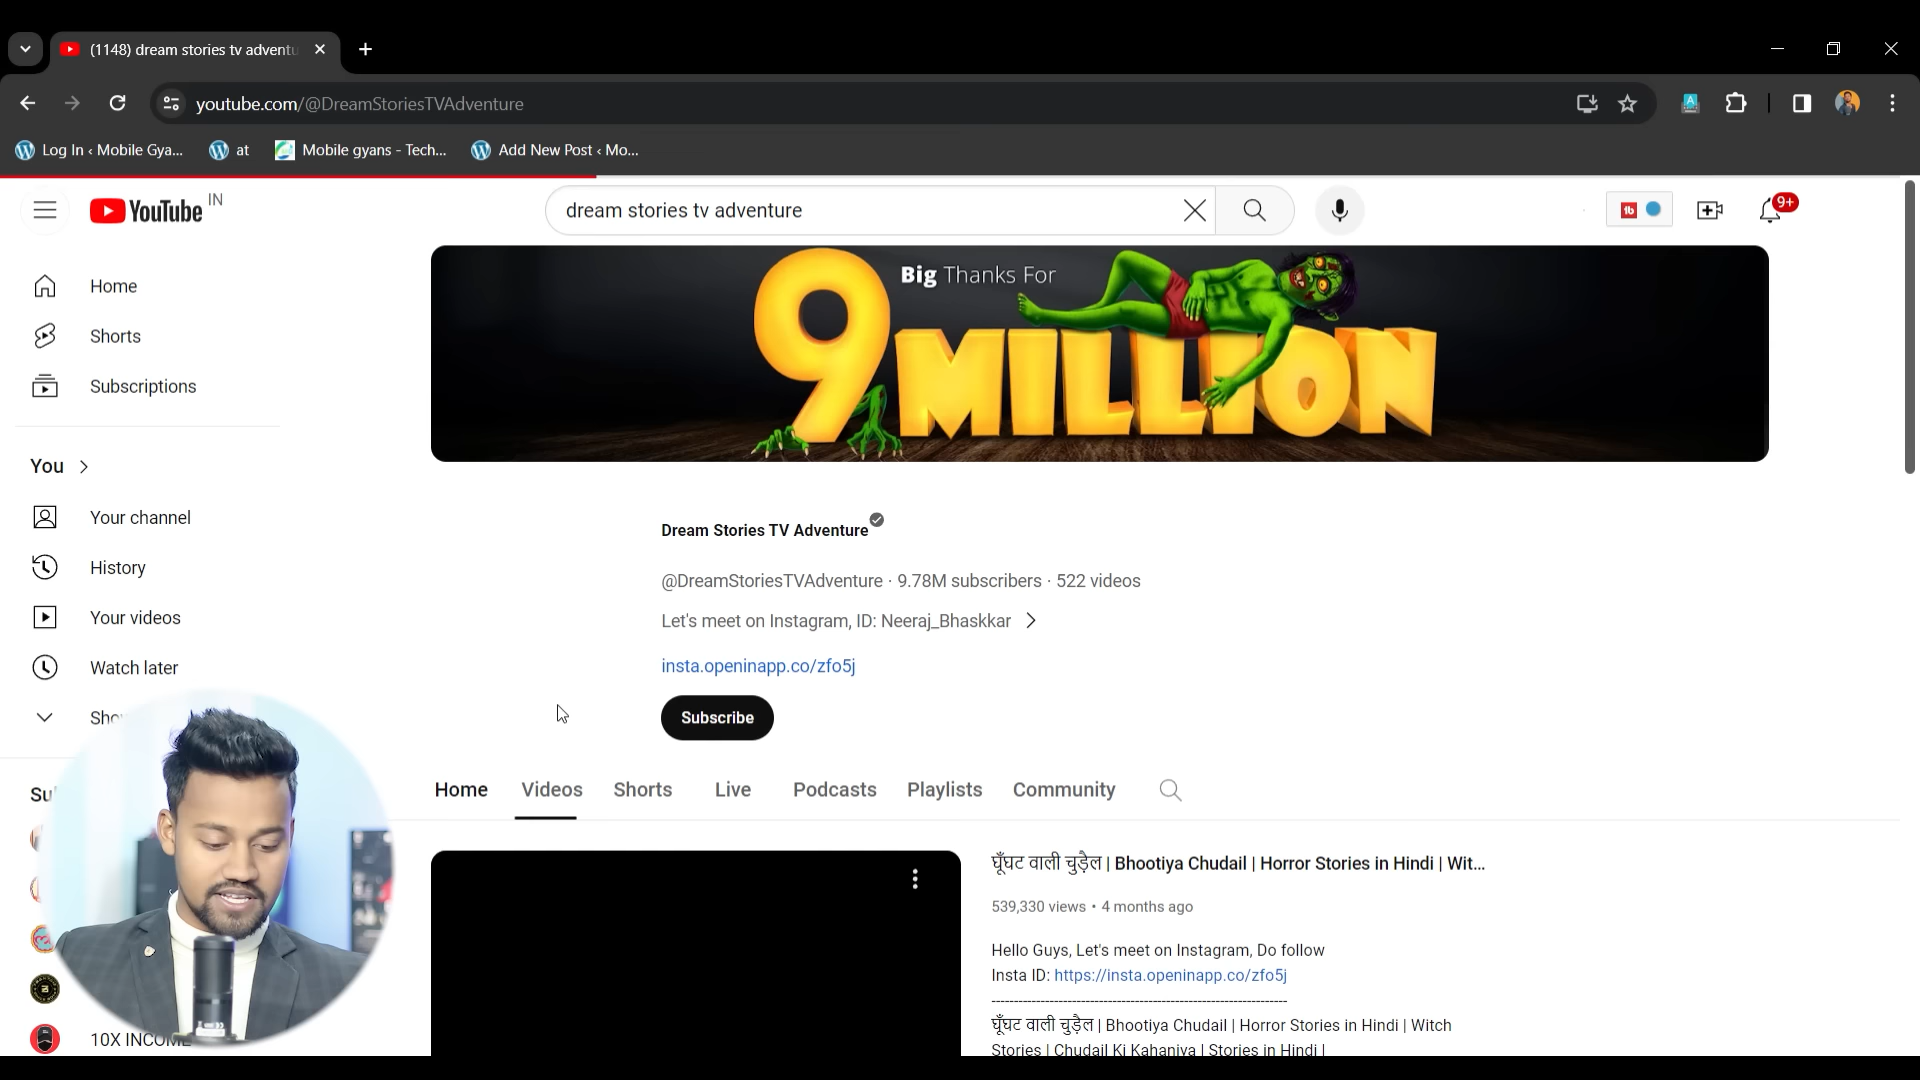 (1148) dream stories tv adventu
youtube.com/@DreamStoriesTVAdventure
Log In ‹ Mobile Gya...
at
Mobile gyans - Tech...
Add New Post ‹ Mo...
YouTube IN
dream stories tv adventure
9+
Home
Shorts
Subscriptions
You
Your channel
History
Your videos
Watch later
Big Thanks For
9 MILLION
Dream Stories TV Adventure
@DreamStoriesTVAdventure · 9.78M subscribers · 522 videos
Let's meet on Instagram, ID: Neeraj_Bhaskkar
insta.openinapp.co/zfo5j
Subscribe
Home Videos Shorts Live Podcasts Playlists Community
घूँघट वाली चुड़ैल | Bhootiya Chudail | Horror Stories in Hindi | Wit...
539,330 views • 4 months ago
Hello Guys, Let's meet on Instagram, Do follow
Insta ID: https://insta.openinapp.co/zfo5j
-----------------------------------------------------------------
घूँघट वाली चुड़ैल | Bhootiya Chudail | Horror Stories in Hindi | Witch
Stories | Chudail Ki Kahaniya | Stories in Hindi |
10X INCOME